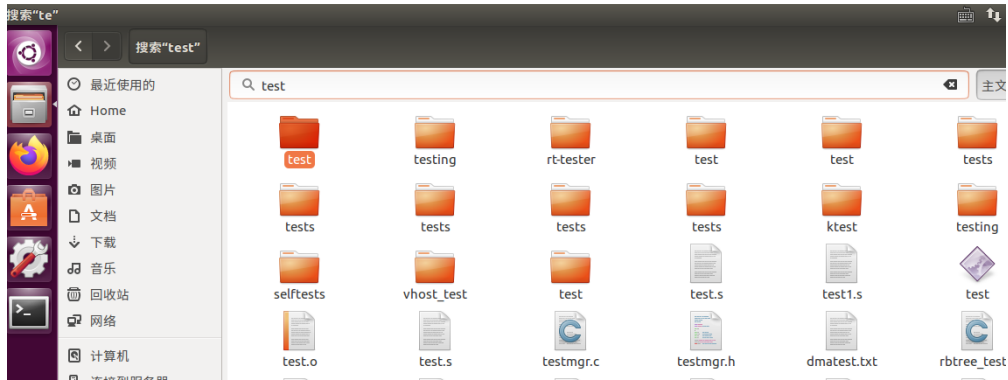 搜索“te”
搜索“test”
最近使用的
Home
桌面
视频
图片
文档
下载
音乐
回收站
网络
计算机
test
主文
test testing rt-tester test test tests
tests tests tests tests ktest testing
selftests vhost_test test test.s test1.s test
test.o test.s testmgr.c testmgr.h dmatest.txt rbtree_test